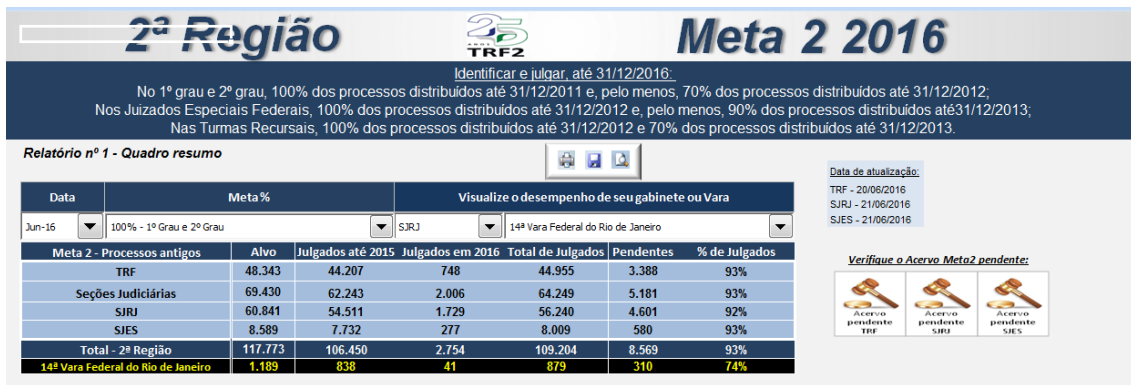 2ª Região
25
ANOS
TRF2
Meta 2 2016
Identificar e julgar, até 31/12/2016:
No 1º grau e 2º grau, 100% dos processos distribuídos até 31/12/2011 e, pelo menos, 70% dos processos distribuídos até 31/12/2012;
Nos Juizados Especiais Federais, 100% dos processos distribuídos até 31/12/2012 e, pelo menos, 90% dos processos distribuídos até31/12/2013;
Nas Turmas Recursais, 100% dos processos distribuídos até 31/12/2012 e 70% dos processos distribuídos até 31/12/2013.
Relatório nº 1 - Quadro resumo
Data de atualização:
TRF - 20/06/2016
SJRJ - 21/06/2016
SJES - 21/06/2016
Data Meta% Visualize o desempenho de seu gabinete ou Vara
Jun-16 100% - 1º Grau e 2º Grau SJRJ 14ª Vara Federal do Rio de Janeiro
Meta 2 - Processos antigos Alvo Julgados até 2015 Julgados em 2016 Total de Julgados Pendentes % de Julgados
TRF 48.343 44.207 748 44.955 3.388 93%
Seções Judiciárias 69.430 62.243 2.006 64.249 5.181 93%
SJRJ 60.841 54.511 1.729 56.240 4.601 92%
SJES 8.589 7.732 277 8.009 580 93%
Total - 2ª Região 117.773 106.450 2.754 109.204 8.569 93%
14ª Vara Federal do Rio de Janeiro 1.189 838 41 879 310 74%
Verifique o Acervo Meta2 pendente:
Acervo pendente TRF
Acervo pendente SJRJ
Acervo pendente SJES